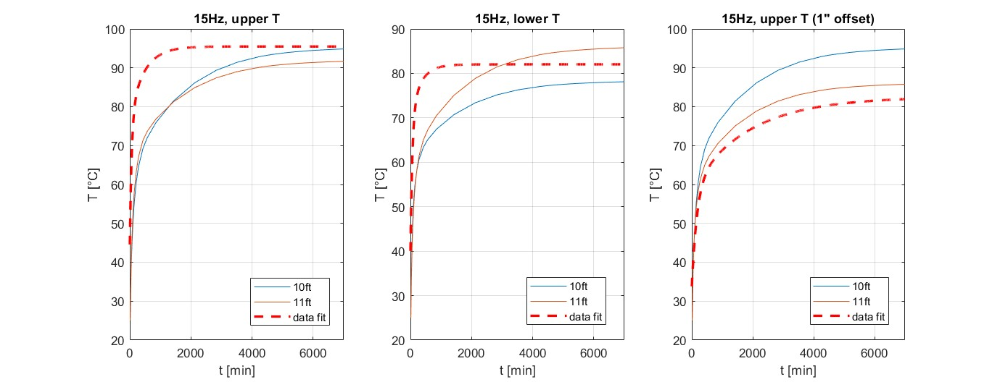 15Hz, upper T
100
90
80
70
60
50
40
30
20
0
2000
4000
6000
T [°C]
t [min]
10ft
11ft
data fit
15Hz, lower T
90
80
70
60
50
40
30
20
0
2000
4000
6000
T [°C]
t [min]
10ft
11ft
data fit
15Hz, upper T (1" offset)
100
90
80
70
60
50
40
30
20
0
2000
4000
6000
T [°C]
t [min]
10ft
11ft
data fit